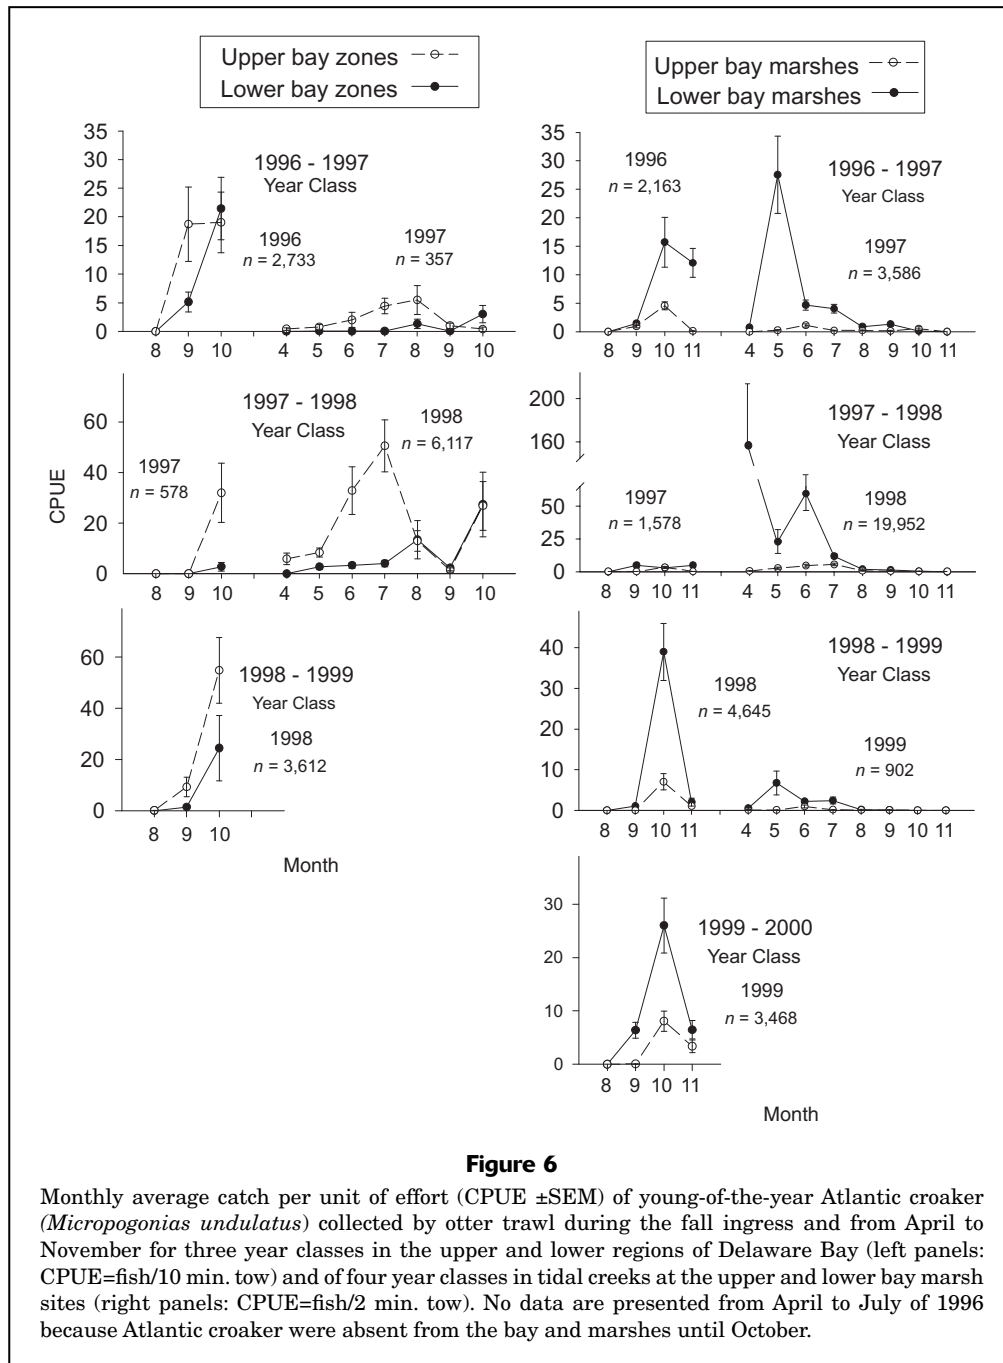 Upper bay zones
Lower bay zones
35
30
25
20
15
10
5
0
1996 - 1997
Year Class
1996
n = 2,733
1997
n = 357
8 9 10 4 5 6 7 8 9 10
CPUE
60
40
20
0
1997 - 1998
Year Class
1997
n = 578
1998
n = 6,117
8 9 10 4 5 6 7 8 9 10
60
40
20
0
1998 - 1999
Year Class
1998
n = 3,612
8 9 10
Month
Upper bay marshes
Lower bay marshes
35
30
25
20
15
10
5
0
1996
n = 2,163
1996 - 1997
Year Class
1997
n = 3,586
8 9 10 11 4 5 6 7 8 9 10 11
200
160
50
25
0
1997 - 1998
Year Class
1997
n = 1,578
1998
n = 19,952
8 9 10 11 4 5 6 7 8 9 10 11
40
30
20
10
0
1998 - 1999
Year Class
1998
n = 4,645
1999
n = 902
8 9 10 11 4 5 6 7 8 9 10 11
30
20
10
0
1999 - 2000
Year Class
1999
n = 3,468
8 9 10 11
Month
Figure 6
Monthly average catch per unit of effort (CPUE ±SEM) of young-of-the-year Atlantic croaker
(Micropogonias undulatus) collected by otter trawl during the fall ingress and from April to
November for three year classes in the upper and lower regions of Delaware Bay (left panels:
CPUE=fish/10 min. tow) and of four year classes in tidal creeks at the upper and lower bay marsh
sites (right panels: CPUE=fish/2 min. tow). No data are presented from April to July of 1996
because Atlantic croaker were absent from the bay and marshes until October.